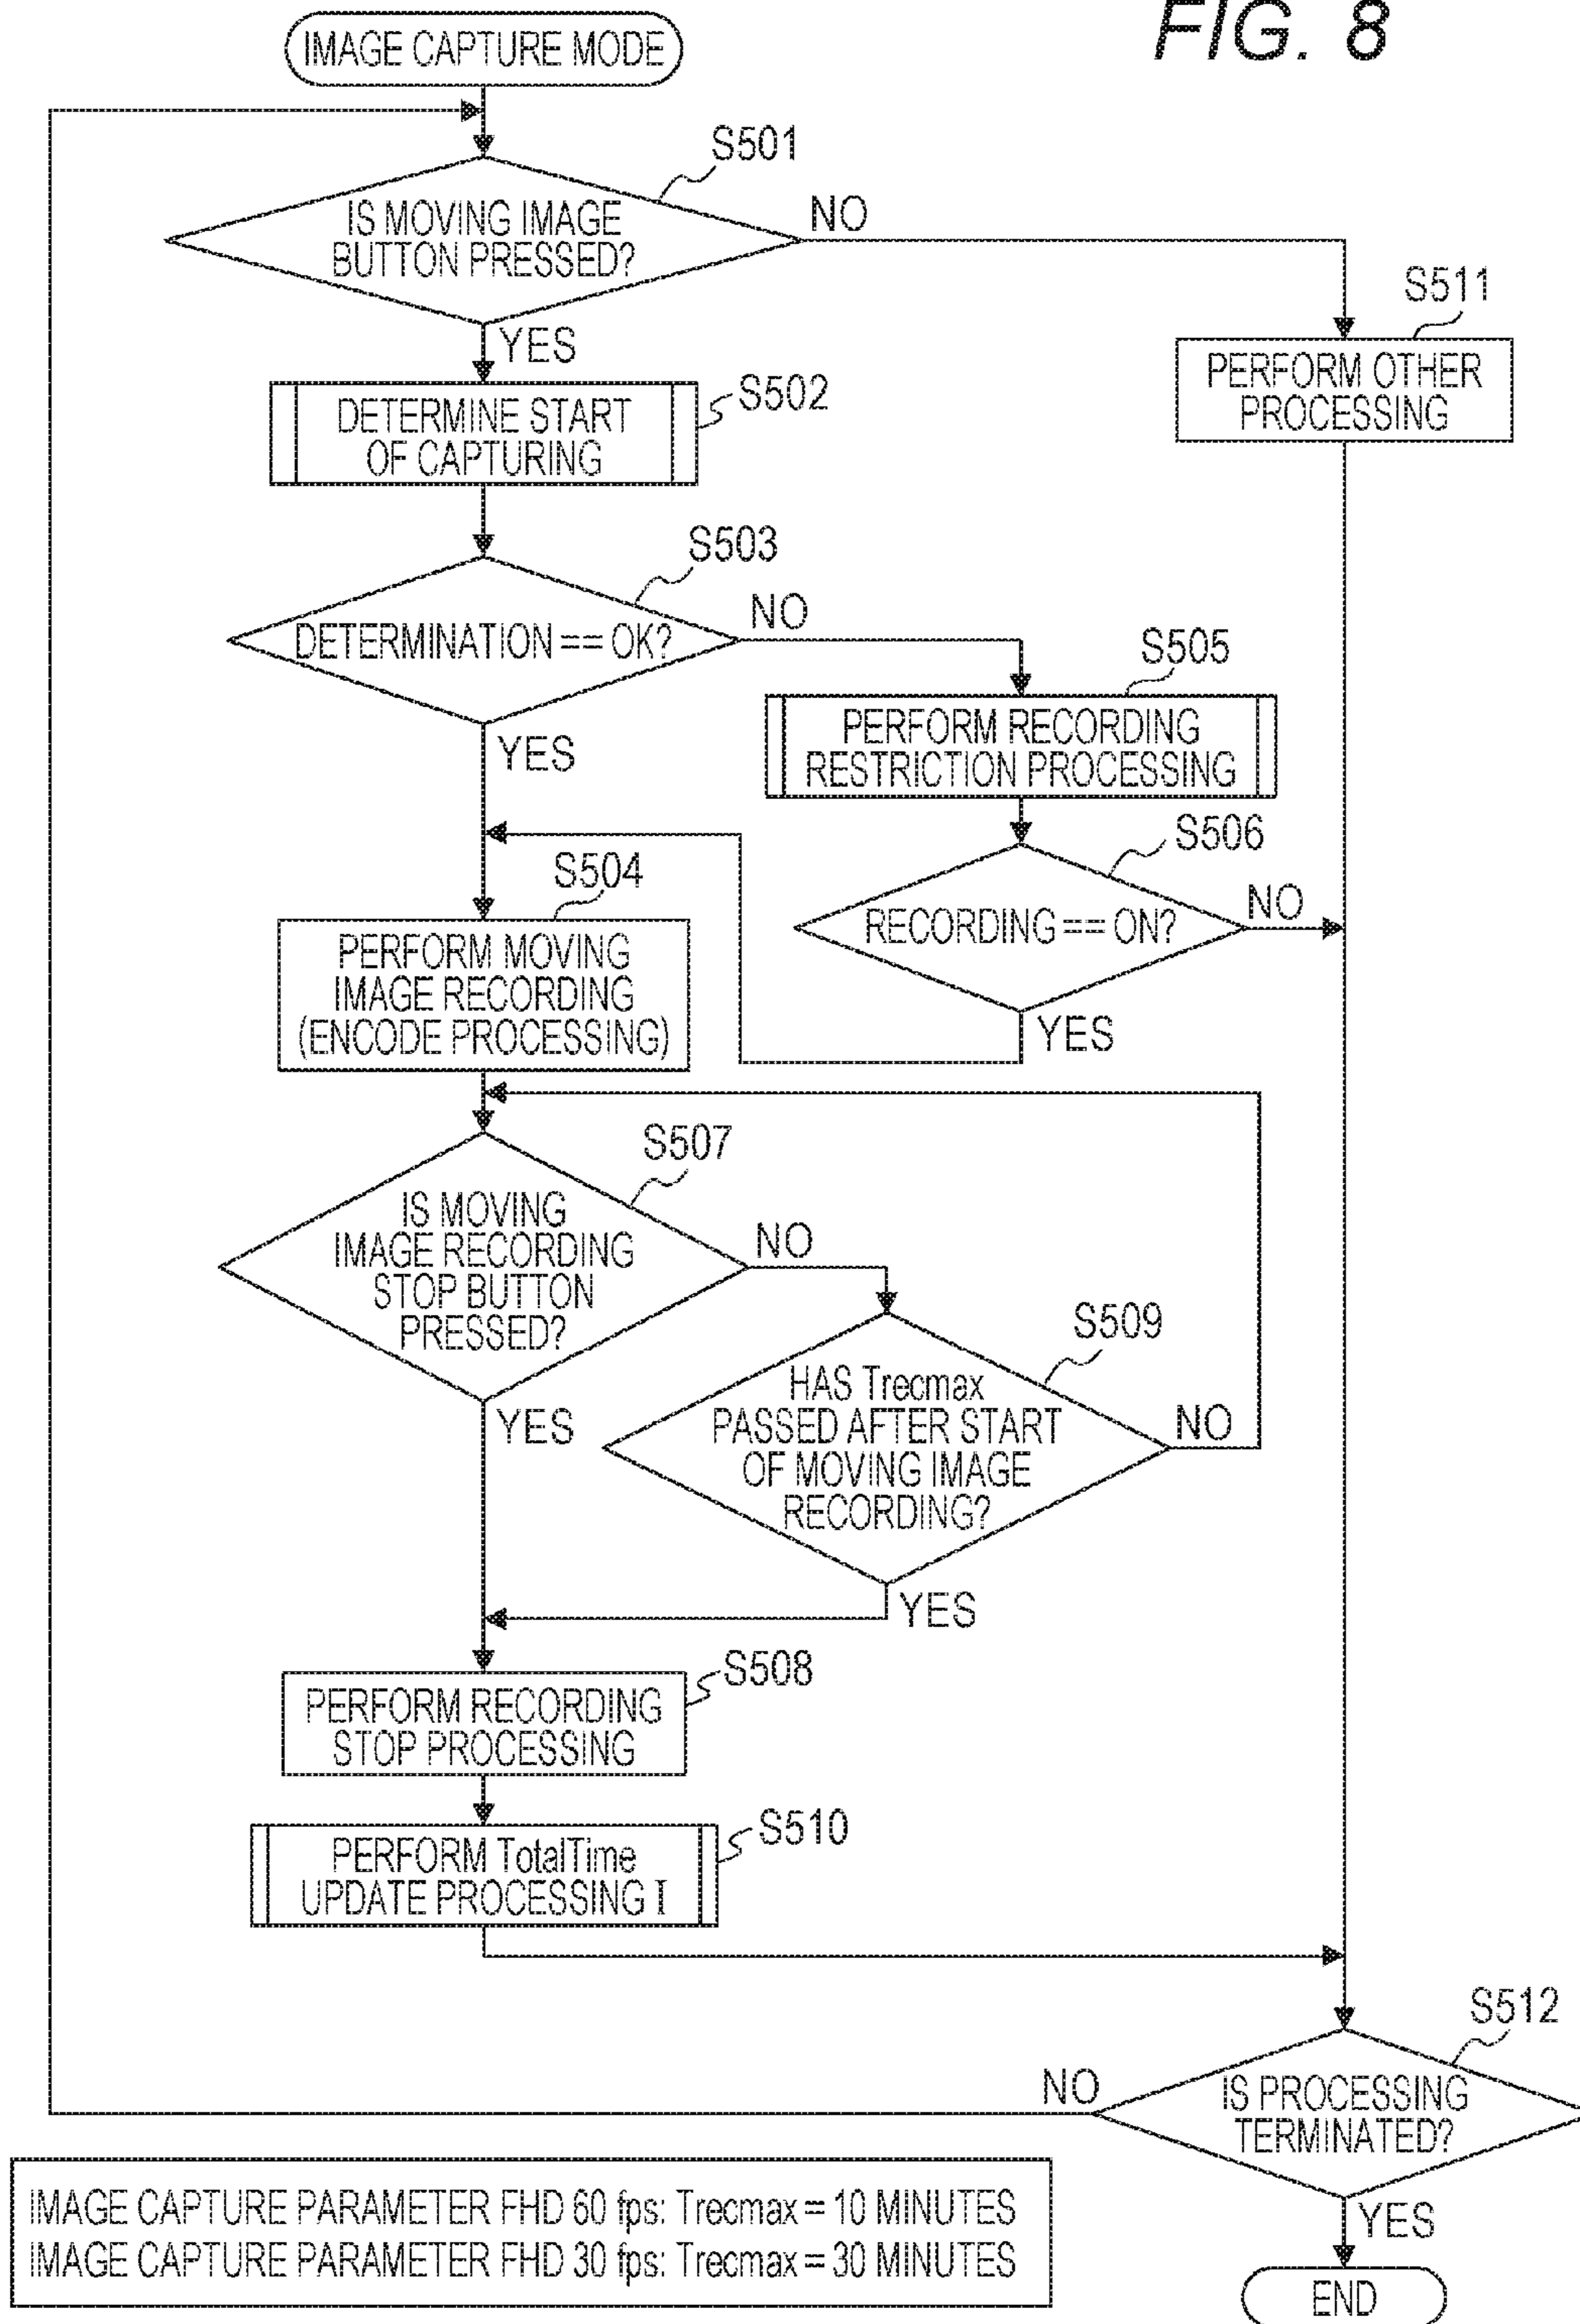 FIG. 8
IMAGE CAPTURE MODE
S501
IS MOVING IMAGE
BUTTON PRESSED?
NO
YES
S511
PERFORM OTHER
PROCESSING
S502
DETERMINE START
OF CAPTURING
S503
DETERMINATION == OK?
NO
YES
S505
PERFORM RECORDING
RESTRICTION PROCESSING
S506
RECORDING == ON?
NO
YES
S504
PERFORM MOVING
IMAGE RECORDING
(ENCODE PROCESSING)
S507
IS MOVING
IMAGE RECORDING
STOP BUTTON
PRESSED?
NO
YES
S509
HAS Trecmax
PASSED AFTER START
OF MOVING IMAGE
RECORDING?
NO
YES
S508
PERFORM RECORDING
STOP PROCESSING
S510
PERFORM TotalTime
UPDATE PROCESSING I
S512
IS PROCESSING
TERMINATED?
NO
YES
END
IMAGE CAPTURE PARAMETER FHD 60 fps: Trecmax = 10 MINUTES
IMAGE CAPTURE PARAMETER FHD 30 fps: Trecmax = 30 MINUTES